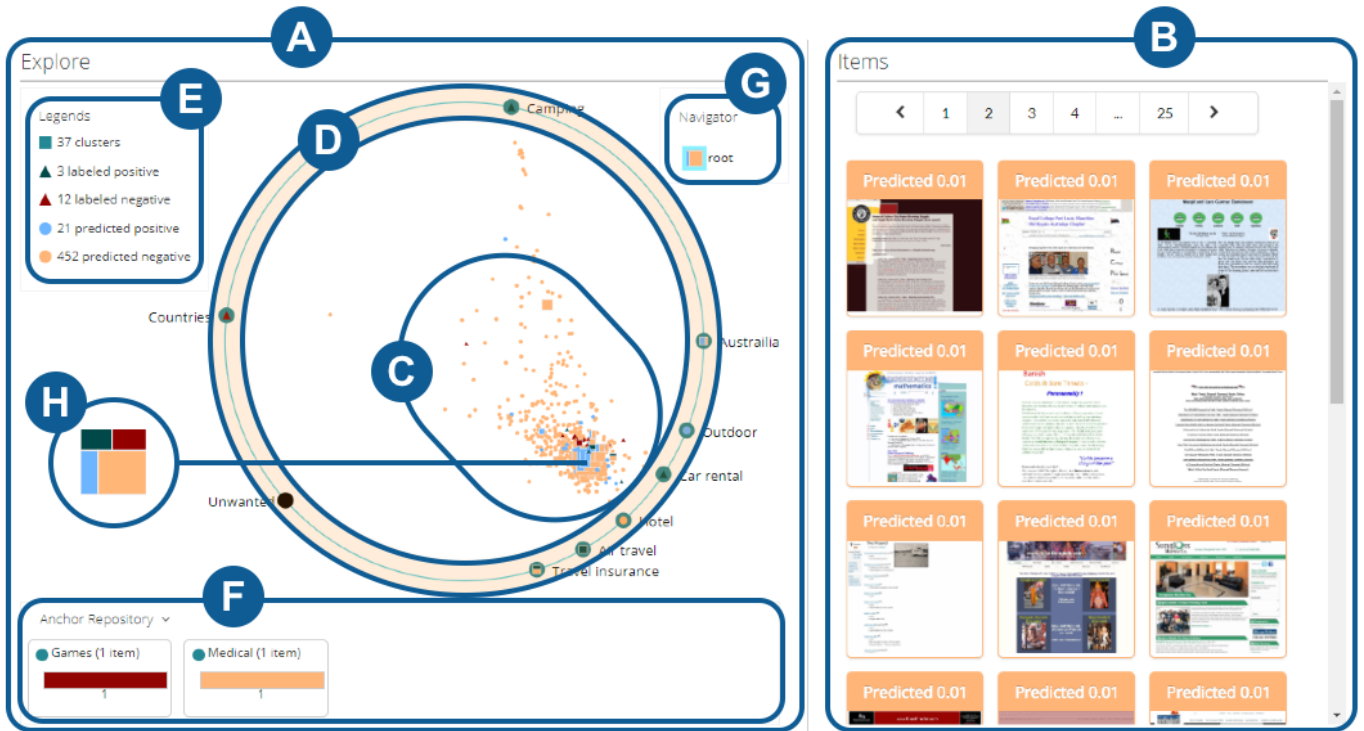 A
B
Explore
Items
E
G
D
Legends
37 clusters
3 labeled positive
12 labeled negative
21 predicted positive
452 predicted negative
Camping
Navigator
root
1 2 3 4 ... 25
Predicted 0.01 Predicted 0.01 Predicted 0.01
Countries
Austrailia
C
Predicted 0.01 Predicted 0.01 Predicted 0.01
mathematics
Banish
Personally !
H
Outdoor
Car rental
Unwanted
Hotel
Air travel
Travel insurance
Predicted 0.01 Predicted 0.01 Predicted 0.01
F
Anchor Repository
Games (1 item) Medical (1 item)
1 1
Predicted 0.01 Predicted 0.01 Predicted 0.01